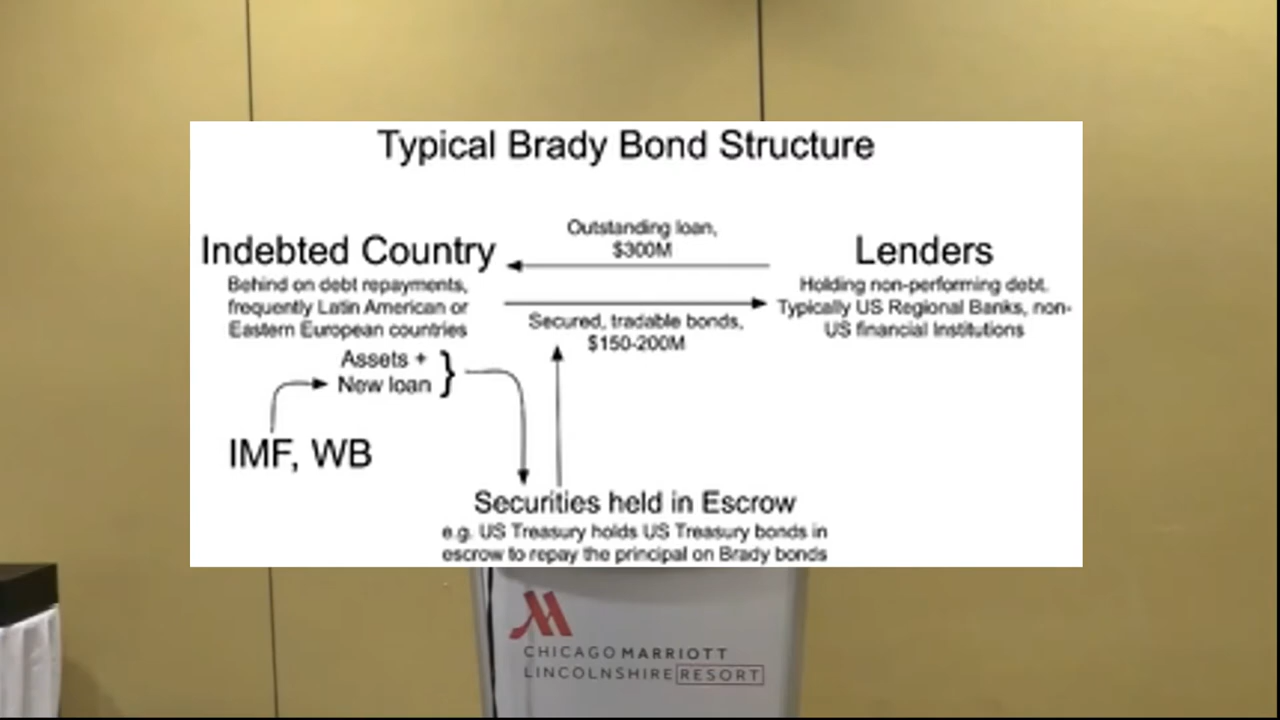 Typical Brady Bond Structure
Outstanding loan,
$300M
Indebted Country
Lenders
Behind on debt repayments,
frequently Latin American or
Eastern European countries
Holding non-performing debt.
Typically US Regional Banks, non-
US financial Institutions
Secured, tradable bonds,
$150-200M
Assets +
New loan
}
IMF, WB
Securities held in Escrow
e.g. US Treasury holds US Treasury bonds in
escrow to repay the principal on Brady bonds
CHICAGO MARRIOTT
LINCOLNSHIRE RESORT